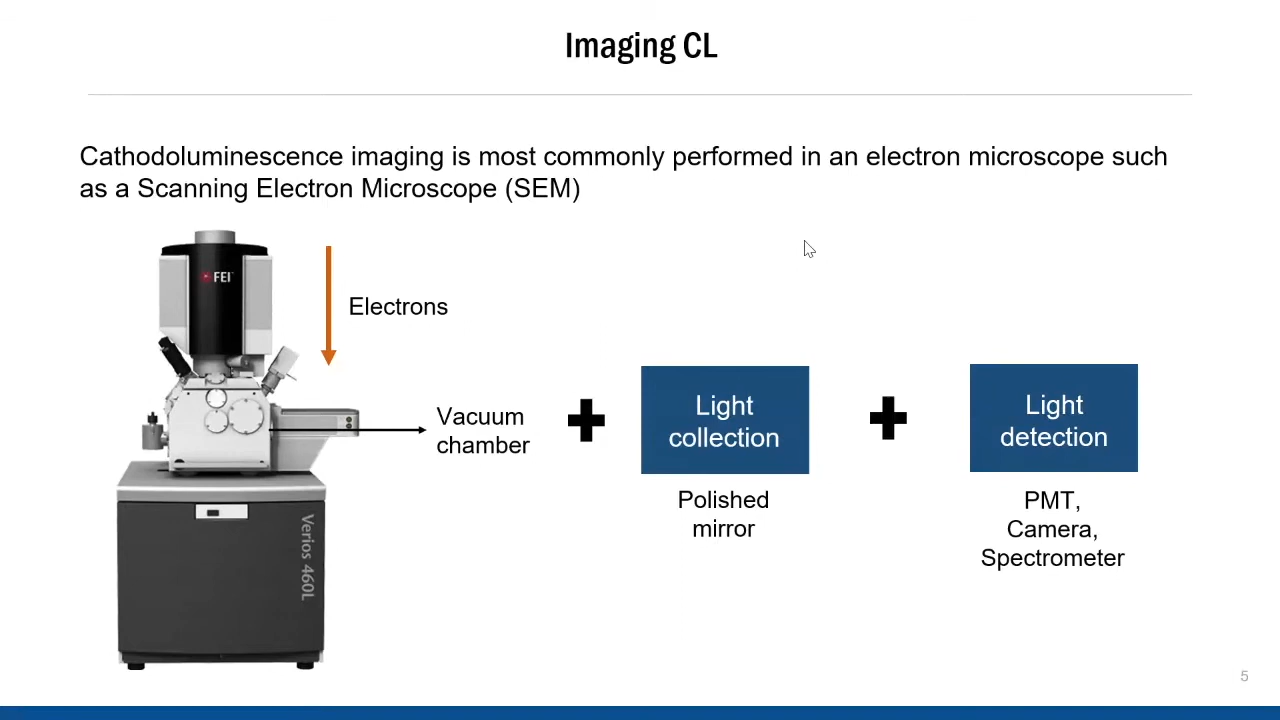 Imaging CL
Cathodoluminescence imaging is most commonly performed in an electron microscope such
as a Scanning Electron Microscope (SEM)
FEI
Electrons
Vacuum
chamber
Light
collection
Light
detection
Polished
mirror
PMT,
Camera,
Spectrometer
Verios 460L
5